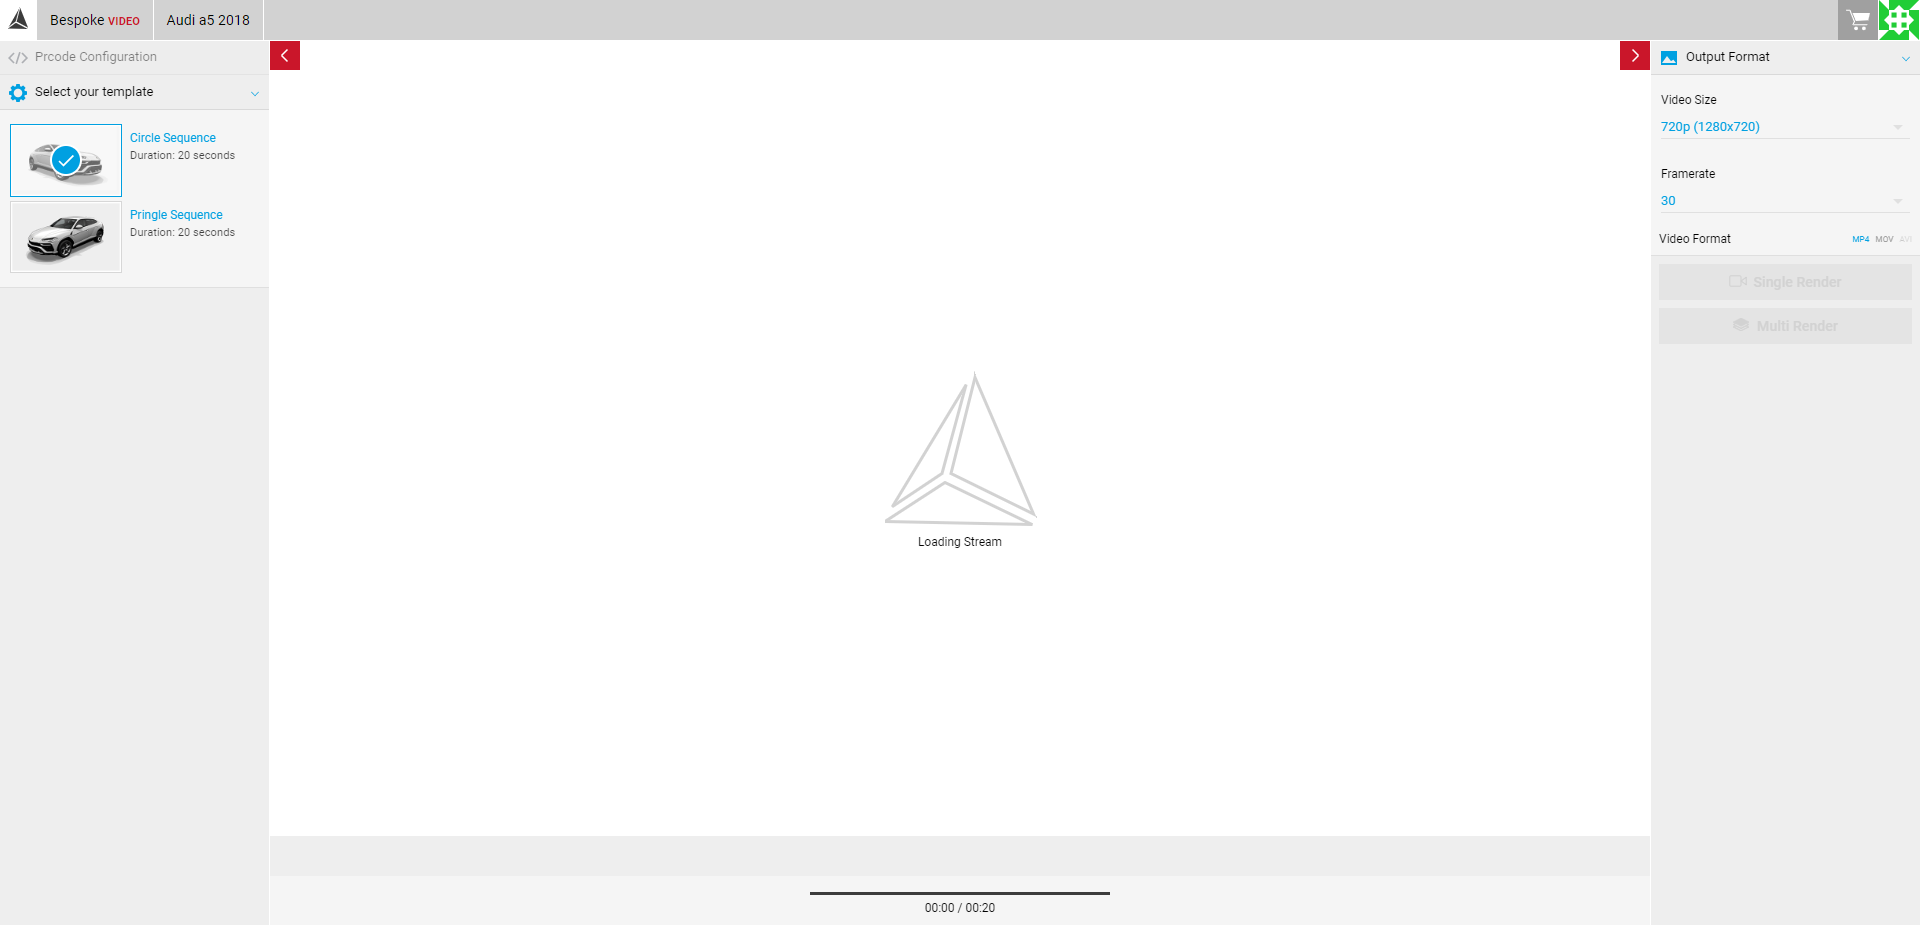 Bespoke VIDEO
Audi a5 2018
Prcode Configuration
Select your template
Circle Sequence
Duration: 20 seconds
Pringle Sequence
Duration: 20 seconds
Loading Stream
00:00 / 00:20
Output Format
Video Size
720p (1280x720)
Framerate
30
Video Format
MP4 MOV AVI
Single Render
Multi Render